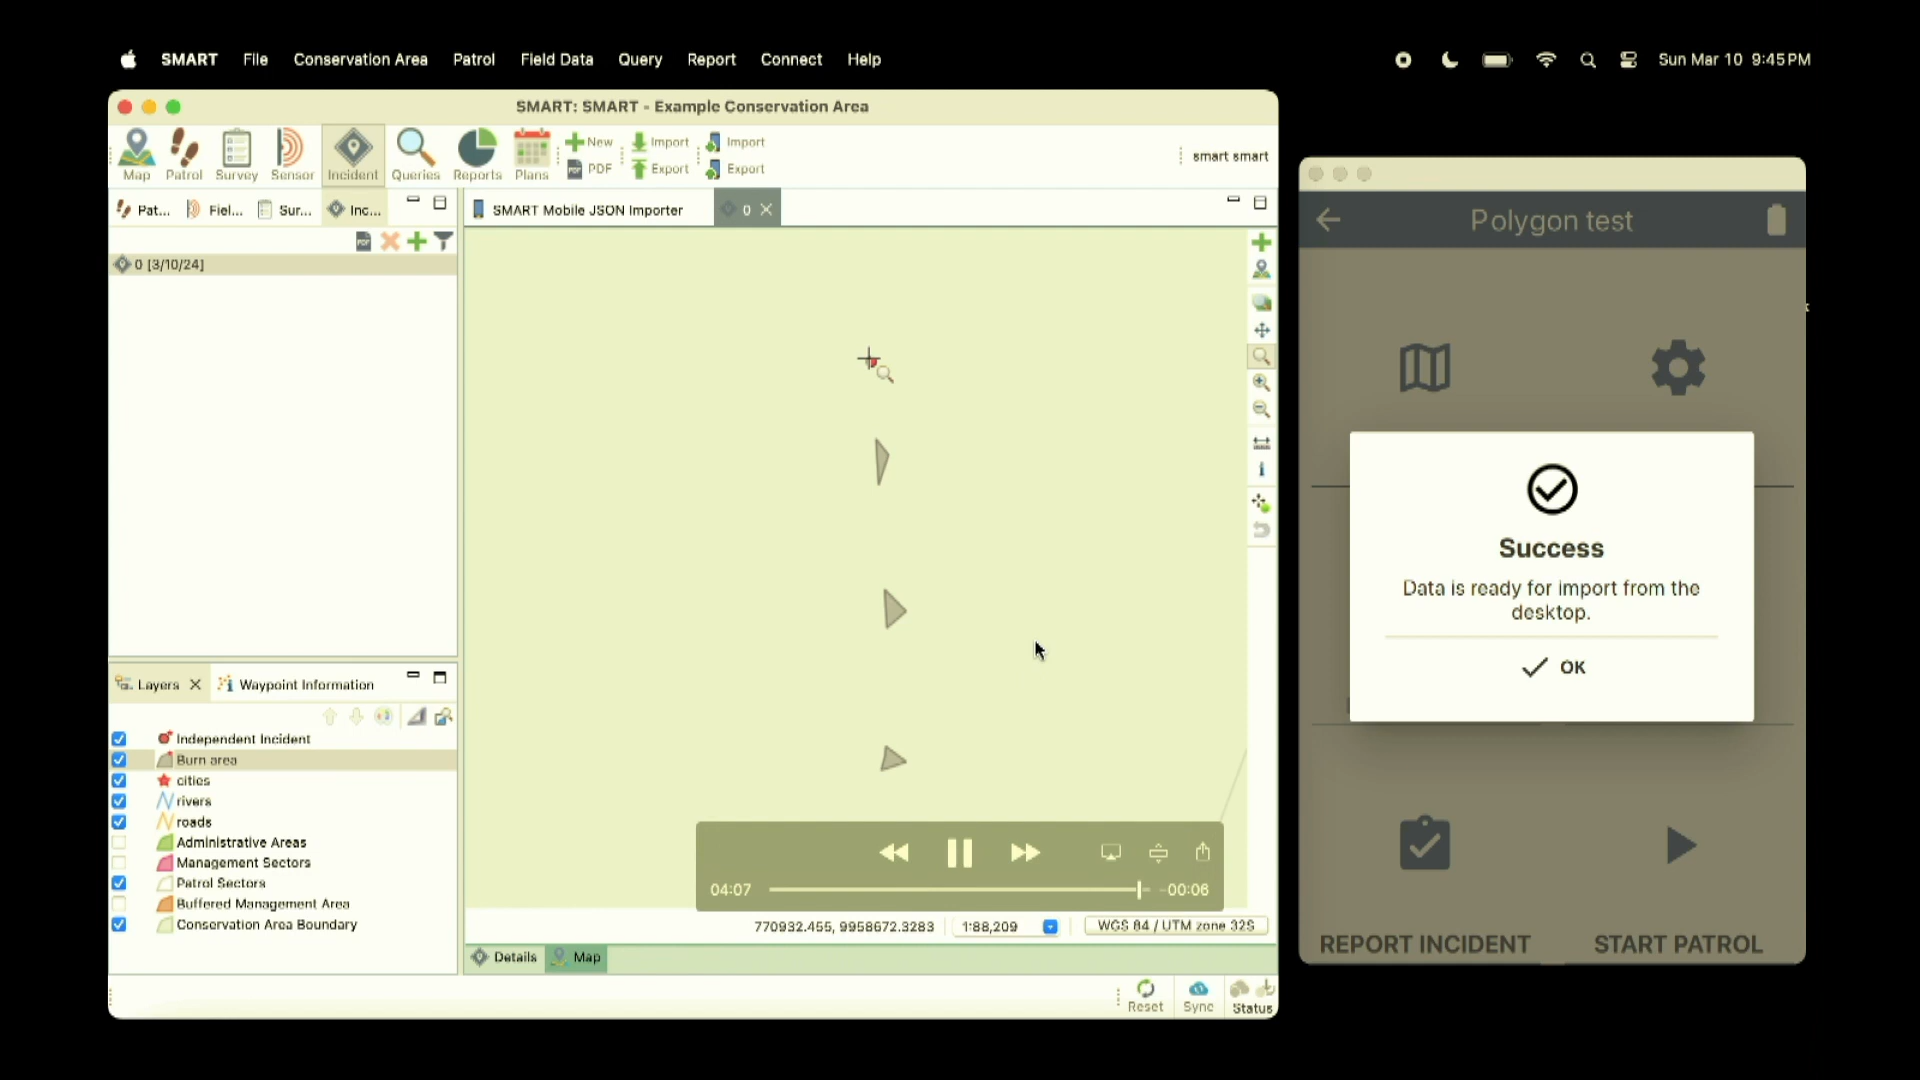 SMART File Conservation Area Patrol Field Data Query Report Connect Help
Sun Mar 10 9:45 PM
SMART: SMART - Example Conservation Area
Map Patrol Survey Sensor Incident Queries Reports Plans
New Import Import
PDF Export Export
smart smart
Pat... Fiel... Sur... Inc...
SMART Mobile JSON Importer 0
0 [3/10/24]
Layers Waypoint Information
Independent Incident
Burn area
cities
rivers
roads
Administrative Areas
Management Sectors
Patrol Sectors
Buffered Management Area
Conservation Area Boundary
04:07 -00:06
770932.455, 9958672.3283 1:88,209 WGS 84 / UTM zone 32S
Details Map
Reset Sync Status
Polygon test
Success
Data is ready for import from the
desktop.
OK
REPORT INCIDENT START PATROL